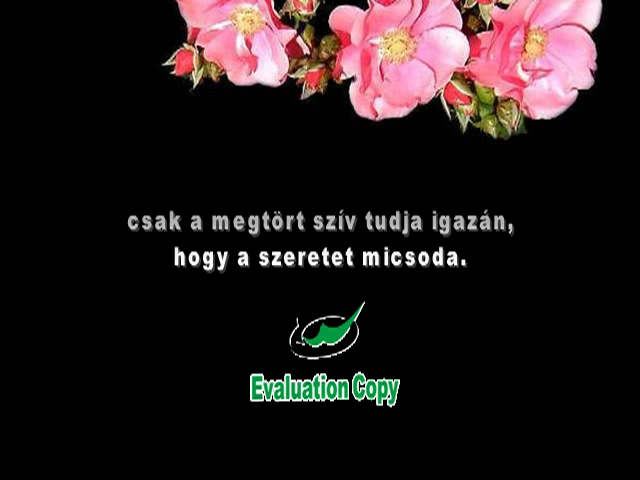 csak a megtört szív tudja igazán,
hogy a szeretet micsoda.
Evaluation Copy